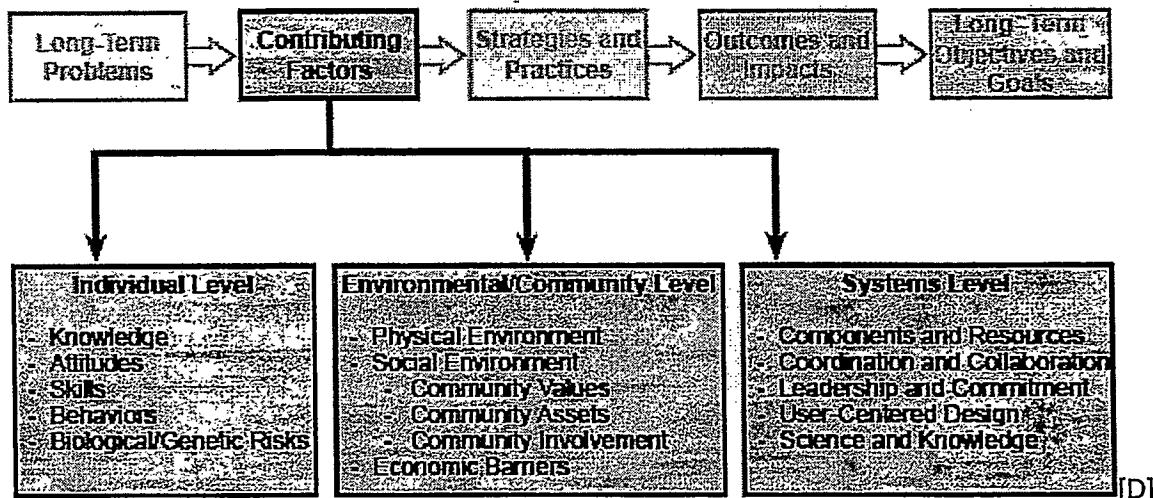 Long-Term
Problems
Contributing
Factors
Strategies and
Practices
Outcomes and
Impacts
Long-Term
Objectives and
Goals
Individual Level
- Knowledge
- Attitudes
- Skills
- Behaviors
- Biological/Genetic Risks
Environmental/Community Level
- Physical Environment
- Social Environment
- Community Values
- Community Assets
- Community Involvement
- Economic Barriers
Systems Level
- Components and Resources
- Coordination and Collaboration
- Leadership and Commitment
- User-Centered Design
- Science and Knowledge
[D]